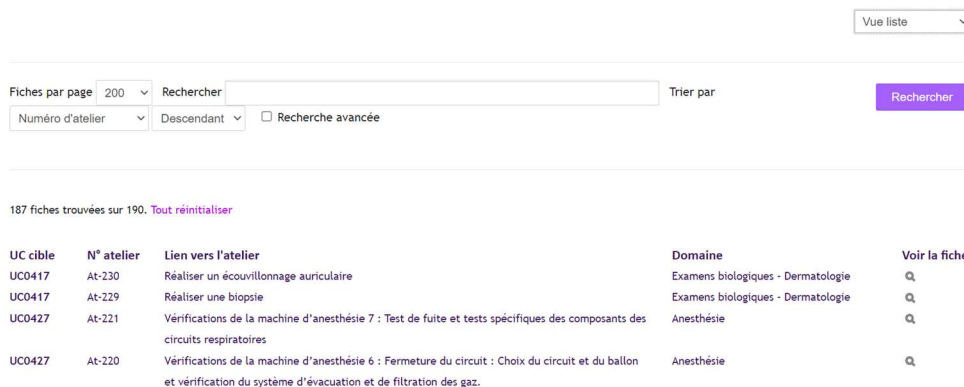 Vue liste
Fiches par page 200 Rechercher Trier par Rechercher
Numéro d'atelier Descendant Recherche avancée
187 fiches trouvées sur 190. Tout réinitialiser
UC cible N° atelier Lien vers l'atelier Domaine Voir la fiche
UC0417 At-230 Réaliser un écouvillonnage auriculaire Examens biologiques - Dermatologie
UC0417 At-229 Réaliser une biopsie Examens biologiques - Dermatologie
UC0427 At-221 Vérifications de la machine d’anesthésie 7 : Test de fuite et tests spécifiques des composants des Anesthésie
circuits respiratoires
UC0427 At-220 Vérifications de la machine d’anesthésie 6 : Fermeture du circuit : Choix du circuit et du ballon Anesthésie
et vérification du système d’évacuation et de filtration des gaz.